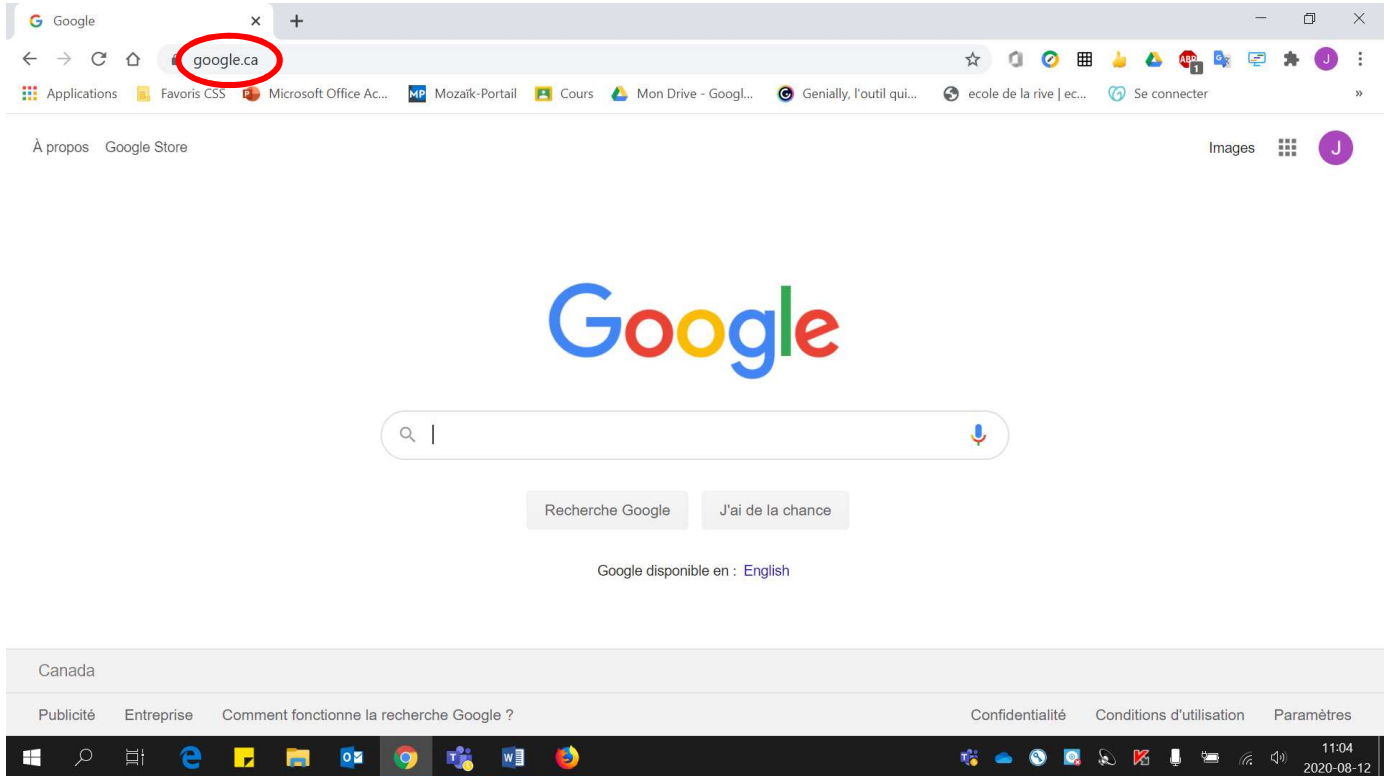 Google
google.ca
Applications Favoris CSS Microsoft Office Ac... MP Mozaïk-Portail Cours Mon Drive - Googl... Genially, l'outil qui... ecole de la rive | ec... Se connecter »
À propos Google Store Images J
Google
Recherche Google J'ai de la chance
Google disponible en : English
Canada
Publicité Entreprise Comment fonctionne la recherche Google ? Confidentialité Conditions d'utilisation Paramètres
11:04
2020-08-12